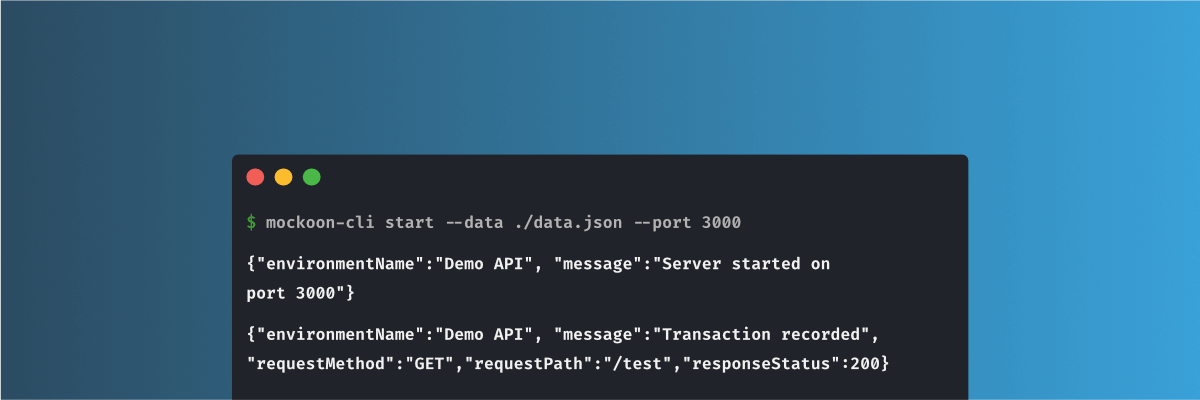 $ mockoon-cli start --data ./data.json --port 3000
{"environmentName":"Demo API", "message":"Server started on
port 3000"}
{"environmentName":"Demo API", "message":"Transaction recorded",
"requestMethod":"GET","requestPath":"/test","responseStatus":200}